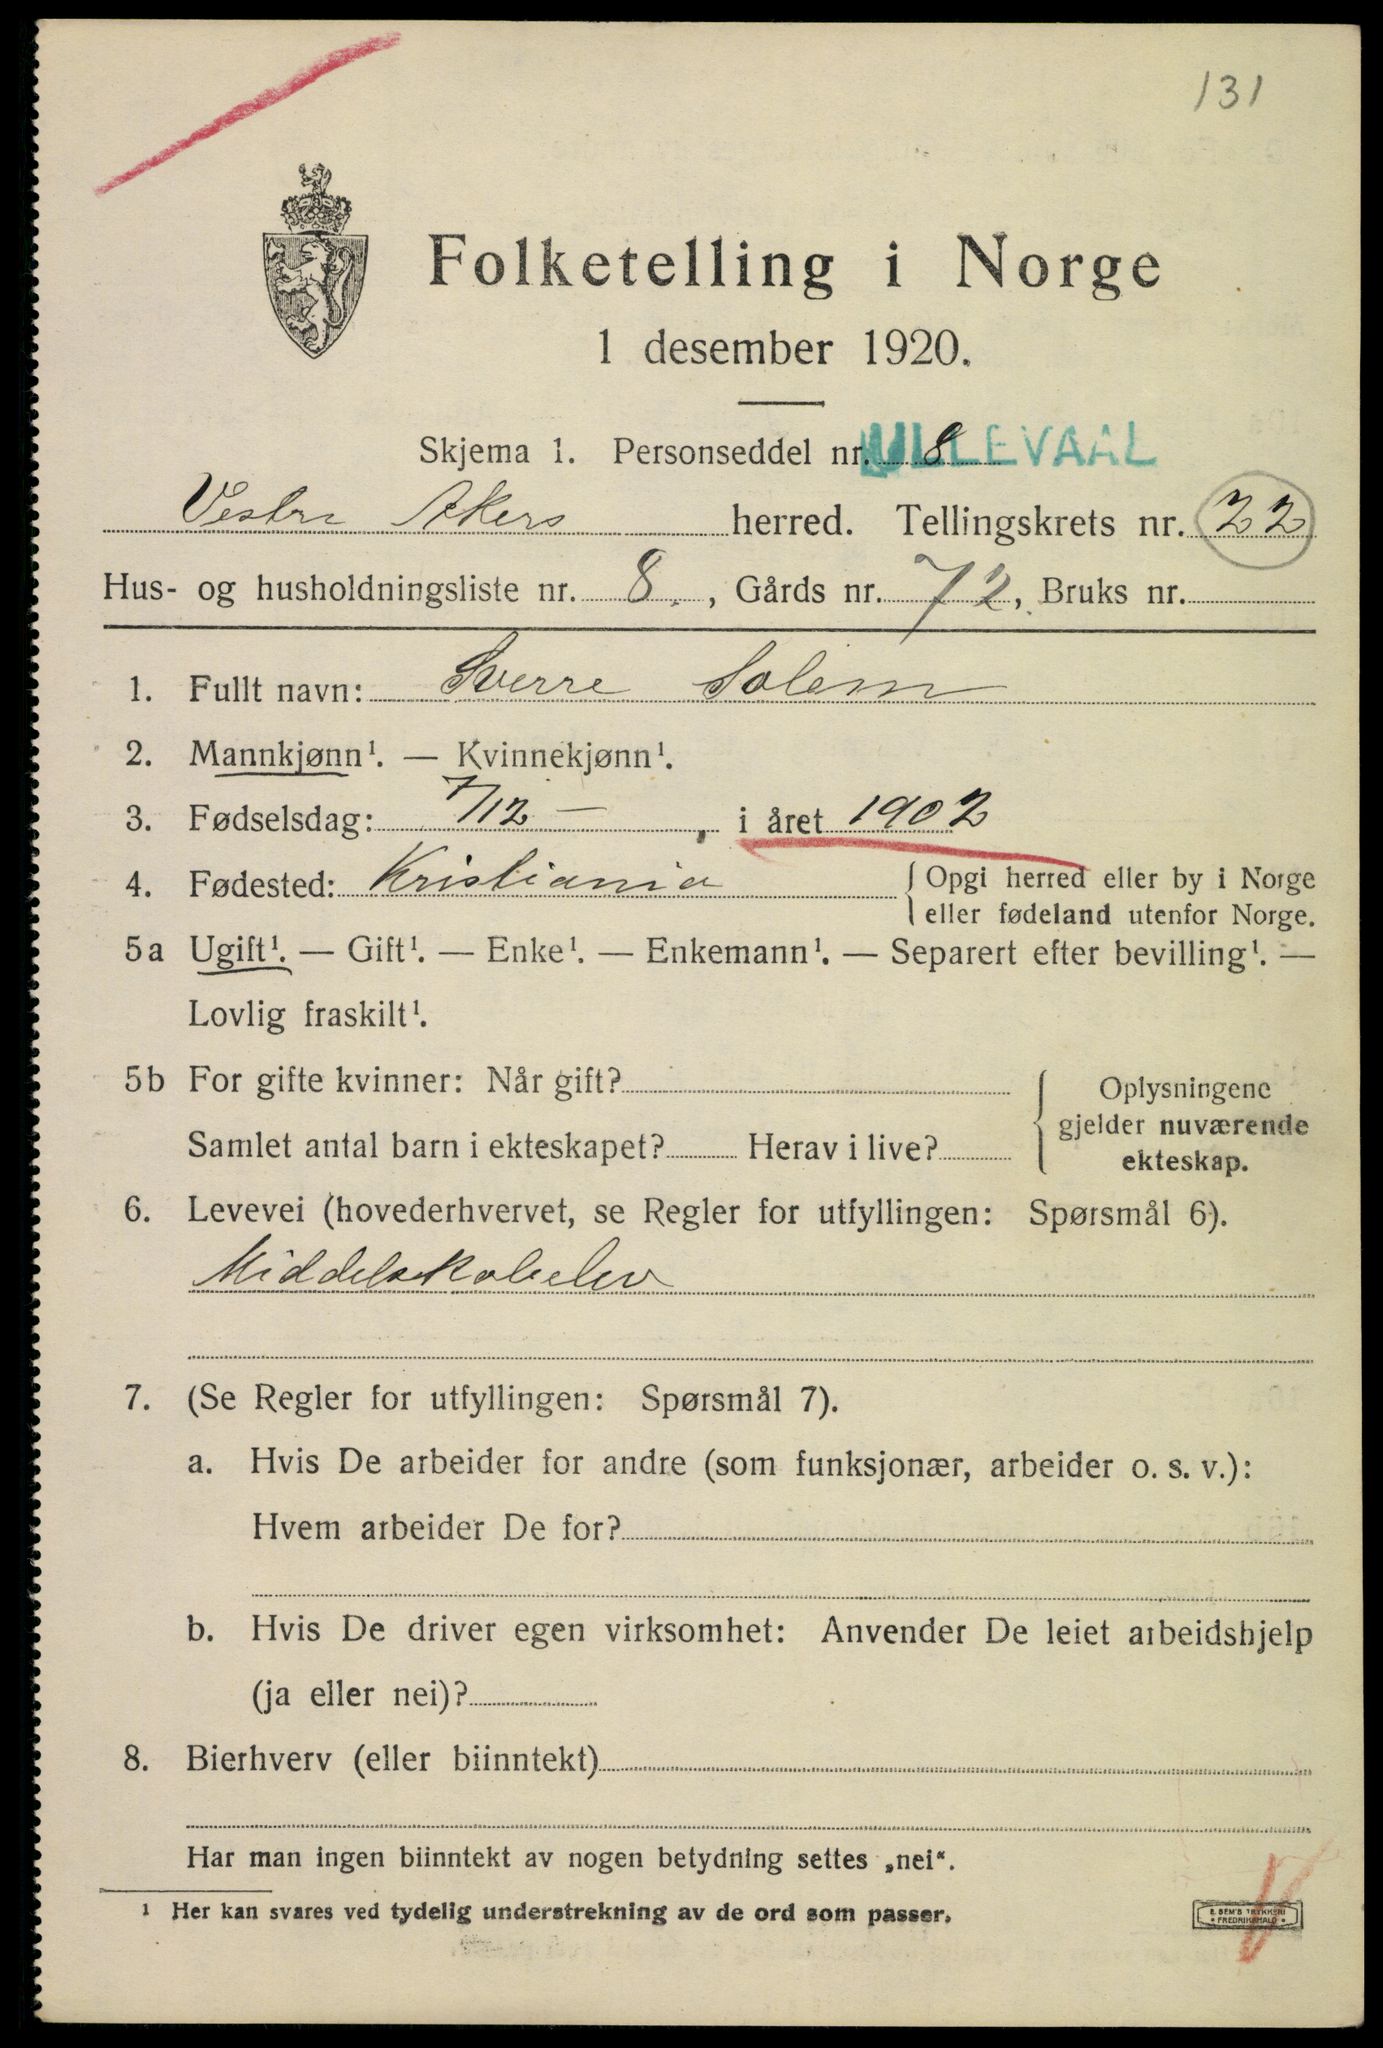 131
Folketelling i Norge
1 desember 1920.
Skjema 1. Personseddel nr. 8 ULLEVAAL
Vestre Akers herred. Tellingskrets nr. 22
Hus- og husholdningsliste nr. 8. , Gårds nr. 72, Bruks nr.
1. Fullt navn: Sverre Solem
2. Mannkjønn¹. — Kvinnekjønn¹.
3. Fødselsdag: 7/12 — , i året 1902
4. Fødested: Kristiania { Opgi herred eller by i Norge
eller fødeland utenfor Norge.
5a Ugift¹. — Gift¹. — Enke¹. — Enkemann¹. — Separert efter bevilling¹. —
Lovlig fraskilt¹.
5b For gifte kvinner: Når gift?
Samlet antal barn i ekteskapet? Herav i live?
Oplysningene
gjelder nuværende
ekteskap.
6. Levevei (hovederhvervet, se Regler for utfyllingen: Spørsmål 6).
Middelskoleelev
7. (Se Regler for utfyllingen: Spørsmål 7).
a. Hvis De arbeider for andre (som funksjonær, arbeider o. s. v.):
Hvem arbeider De for?
b. Hvis De driver egen virksomhet: Anvender De leiet arbeidshjelp
(ja eller nei)?
8. Bierhverv (eller biinntekt)
Har man ingen biinntekt av nogen betydning settes „nei“.
¹ Her kan svares ved tydelig understrekning av de ord som passer.
E. SEM'S TRYKKERI
• FREDRIKSHALD •